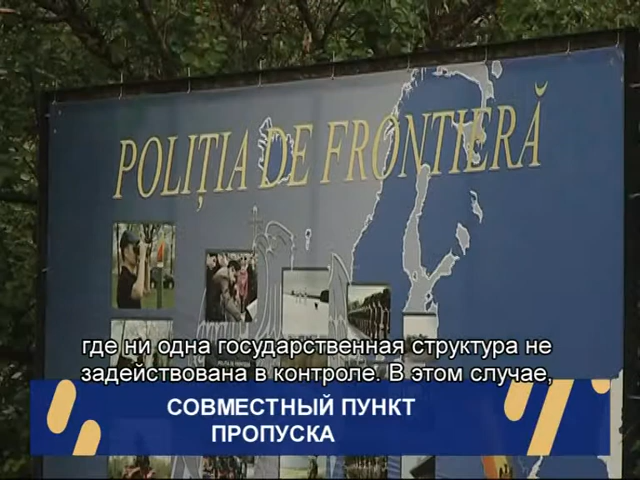 POLIȚIA DE FRONTIERĂ
где ни одна государственная структура не
задействована в контроле. В этом случае,
СОВМЕСТНЫЙ ПУНКТ
ПРОПУСКА